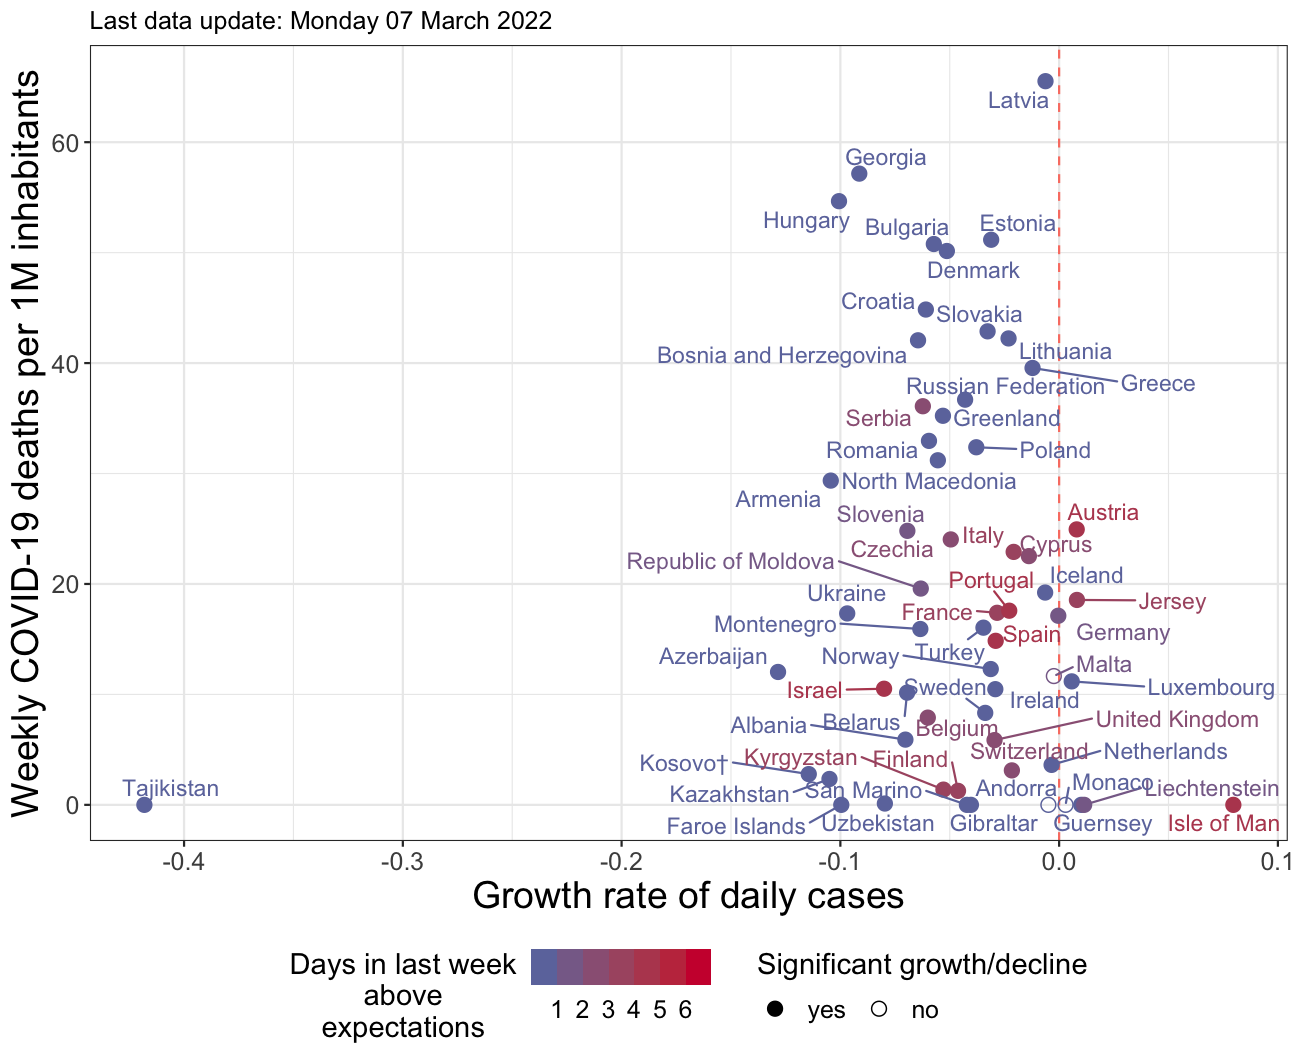 Last data update: Monday 07 March 2022
Weekly COVID-19 deaths per 1M inhabitants
60
40
20
0
Latvia
Georgia
Hungary
Bulgaria
Estonia
Denmark
Croatia
Slovakia
Bosnia and Herzegovina
Lithuania
Greece
Russian Federation
Serbia
Greenland
Romania
Poland
North Macedonia
Armenia
Slovenia
Austria
Czechia
Italy
Cyprus
Republic of Moldova
Portugal
Iceland
Ukraine
France
Jersey
Montenegro
Spain
Germany
Azerbaijan
Norway
Turkey
Malta
Israel
Sweden
Luxembourg
Ireland
Albania
Belarus
Belgium
United Kingdom
Kosovo†
Kyrgyzstan
Finland
Switzerland
Netherlands
Tajikistan
Kazakhstan
San Marino
Andorra
Monaco
Liechtenstein
Faroe Islands
Uzbekistan
Gibraltar
Guernsey
Isle of Man
-0.4
-0.3
-0.2
-0.1
0.0
0.1
Growth rate of daily cases
Days in last week
above
expectations
1 2 3 4 5 6
Significant growth/decline
yes
no